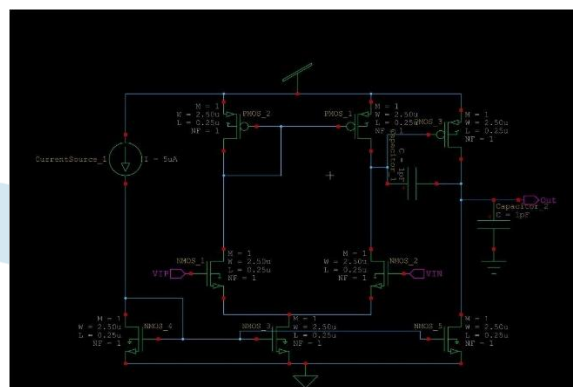 M = 1
W = 2.50u
L = 0.25u
NF = 1
PMOS_2
M = 1
W = 2.50u
L = 0.25u
NF = 1
PMOS_1
M = 1
W = 2.50u
L = 0.25u
NF = 1
PMOS_3
CurrentSource_1
I = 5uA
Capacitor_1
C = 1pF
Out
Capacitor_2
C = 1pF
NMOS_1
M = 1
W = 2.50u
L = 0.25u
NF = 1
VIP
NMOS_2
M = 1
W = 2.50u
L = 0.25u
NF = 1
VIN
M = 1
W = 2.50u
L = 0.25u
NF = 1
NMOS_4
M = 1
W = 2.50u
L = 0.25u
NF = 1
NMOS_3
M = 1
W = 2.50u
L = 0.25u
NF = 1
NMOS_5